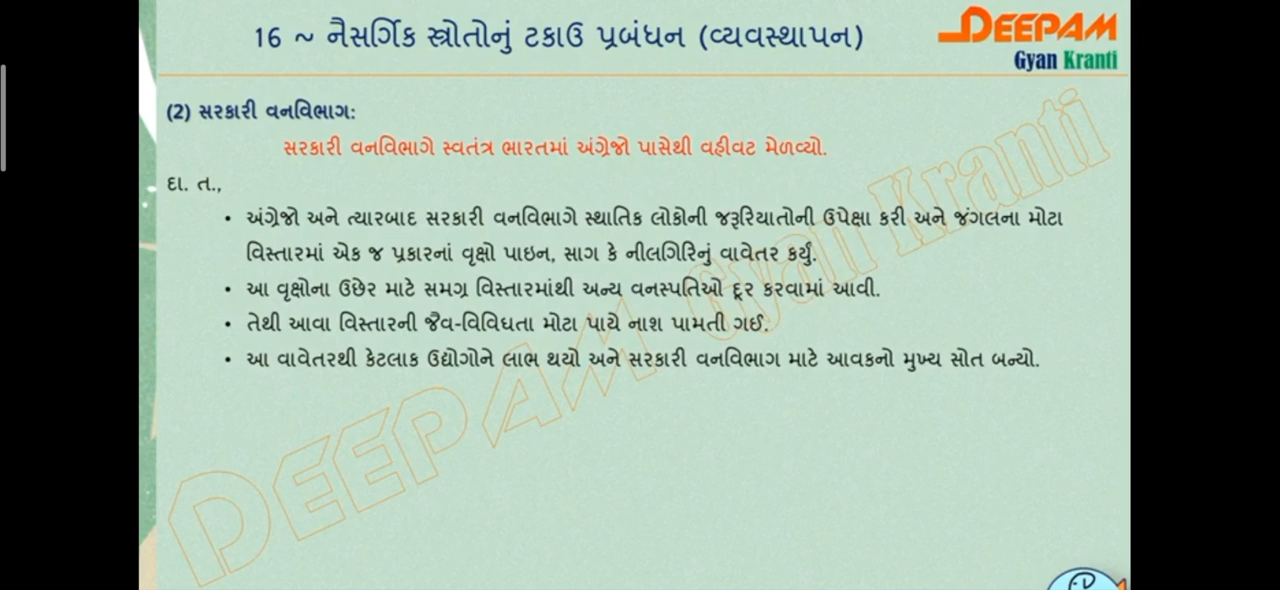 16 ~ નૈસર્ગિક સ્ત્રોતોનું ટકાઉ પ્રબંધન (વ્યવસ્થાપન)
DEEPAM
Gyan Kranti
(2) સરકારી વનવિભાગ:
સરકારી વનવિભાગે સ્વતંત્ર ભારતમાં અંગ્રેજો પાસેથી વહીવટ મેળવ્યો.
દા. ત.,
• અંગ્રેજો અને ત્યારબાદ સરકારી વનવિભાગે સ્થાતિક લોકોની જરૂરિયાતોની ઉપેક્ષા કરી અને જંગલના મોટા
વિસ્તારમાં એક જ પ્રકારનાં વૃક્ષો પાઇન, સાગ કે નીલગિરિનું વાવેતર કર્યું.
• આ વૃક્ષોના ઉછેર માટે સમગ્ર વિસ્તારમાંથી અન્ય વનસ્પતિઓ દૂર કરવામાં આવી.
• તેથી આવા વિસ્તારની જૈવ-વિવિધતા મોટા પાયે નાશ પામતી ગઈ.
• આ વાવેતરથી કેટલાક ઉદ્યોગોને લાભ થયો અને સરકારી વનવિભાગ માટે આવકનો મુખ્ય સોત બન્યો.
DEEPAM Gyan Kranti